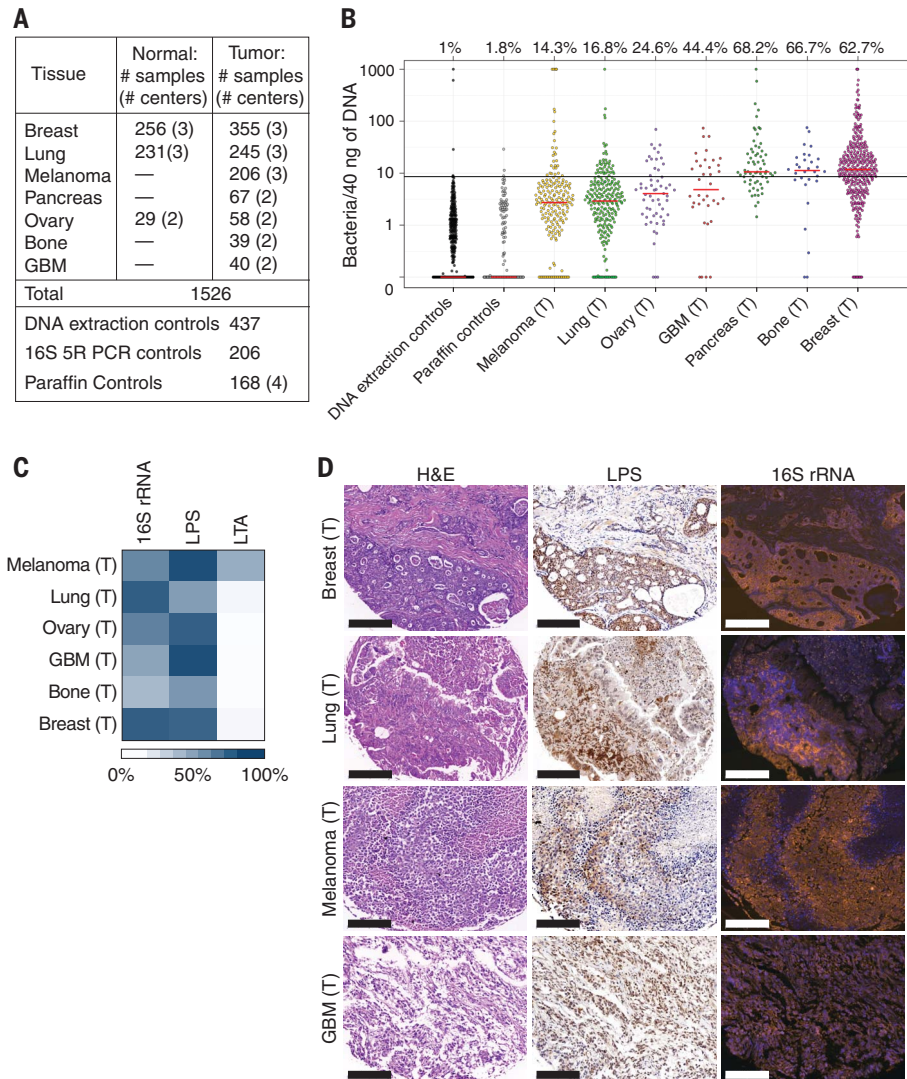 A
Tissue
Normal:
# samples
(# centers)
Tumor:
# samples
(# centers)
Breast 256 (3) 355 (3)
Lung 231(3) 245 (3)
Melanoma — 206 (3)
Pancreas — 67 (2)
Ovary 29 (2) 58 (2)
Bone — 39 (2)
GBM — 40 (2)
Total 1526
DNA extraction controls 437
16S 5R PCR controls 206
Paraffin Controls 168 (4)
B
1% 1.8% 14.3% 16.8% 24.6% 44.4% 68.2% 66.7% 62.7%
Bacteria/40 ng of DNA
1000
100
10
1
0
DNA extraction controls
Paraffin controls
Melanoma (T)
Lung (T)
Ovary (T)
GBM (T)
Pancreas (T)
Bone (T)
Breast (T)
C
16S rRNA
LPS
LTA
Melanoma (T)
Lung (T)
Ovary (T)
GBM (T)
Bone (T)
Breast (T)
0% 50% 100%
D
H&E LPS 16S rRNA
Breast (T)
Lung (T)
Melanoma (T)
GBM (T)